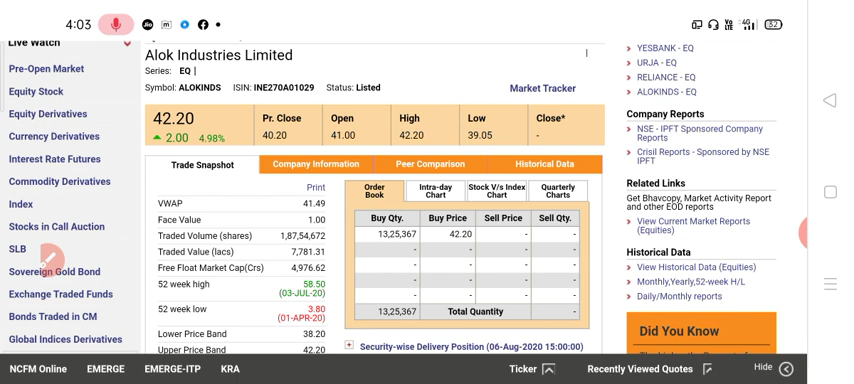 4:03
Jio
m
Vo
LTE
4G
52
Live Watch
Pre-Open Market
Equity Stock
Equity Derivatives
Currency Derivatives
Interest Rate Futures
Commodity Derivatives
Index
Stocks in Call Auction
SLB
Sovereign Gold Bond
Exchange Traded Funds
Bonds Traded in CM
Global Indices Derivatives
Alok Industries Limited
Series: EQ |
Symbol: ALOKINDS ISIN: INE270A01029 Status: Listed
Market Tracker
42.20
2.00 4.98%
Pr. Close Open High Low Close*
40.20 41.00 42.20 39.05 -
Trade Snapshot Company Information Peer Comparison Historical Data
Print
VWAP 41.49
Face Value 1.00
Traded Volume (shares) 1,87,54,672
Traded Value (lacs) 7,781.31
Free Float Market Cap(Crs) 4,976.62
52 week high 58.50
(03-JUL-20)
52 week low 3.80
(01-APR-20)
Lower Price Band 38.20
Upper Price Band 42.20
Order Book
Intra-day Chart
Stock V/s Index Chart
Quarterly Charts
Buy Qty. Buy Price Sell Price Sell Qty.
13,25,367 42.20 - -
- - - -
- - - -
- - - -
- - - -
13,25,367 Total Quantity -
Security-wise Delivery Position (06-Aug-2020 15:00:00)
YESBANK - EQ
URJA - EQ
RELIANCE - EQ
ALOKINDS - EQ
Company Reports
NSE - IPFT Sponsored Company
Reports
Crisil Reports - Sponsored by NSE
IPFT
Related Links
Get Bhavcopy, Market Activity Report
and other EOD reports
View Current Market Reports
(Equities)
Historical Data
View Historical Data (Equities)
Monthly,Yearly,52-week H/L
Daily/Monthly reports
Did You Know
NCFM Online EMERGE EMERGE-ITP KRA Ticker Recently Viewed Quotes Hide